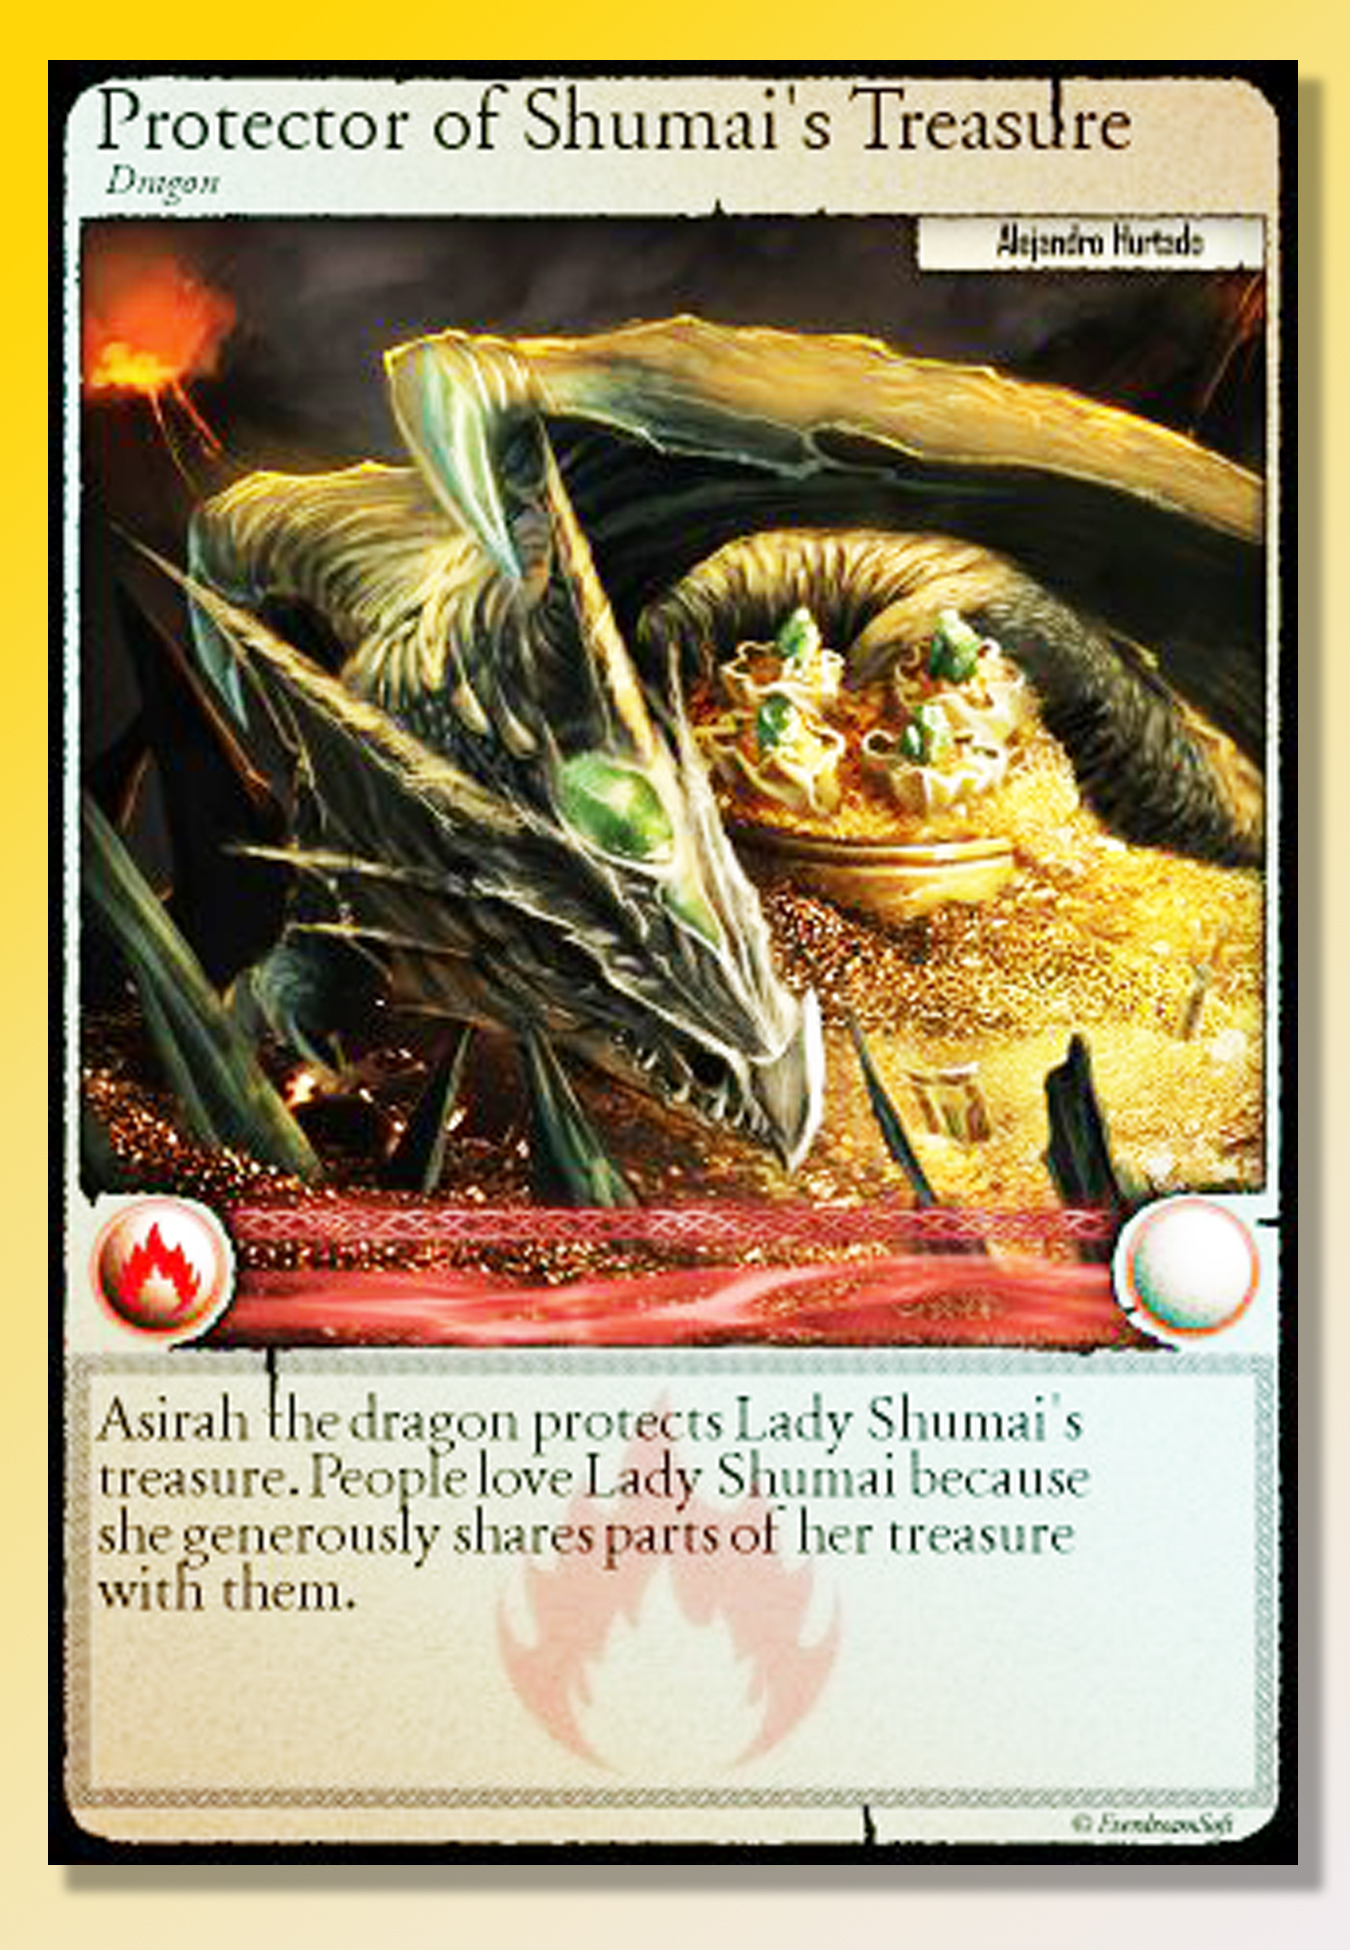 Protector of Shumai's Treasure
Dragon
Alejandro Hurtado
Asirah the dragon protects Lady Shumai's
treasure. People love Lady Shumai because
she generously shares parts of her treasure
with them.
© EverdreamSoft